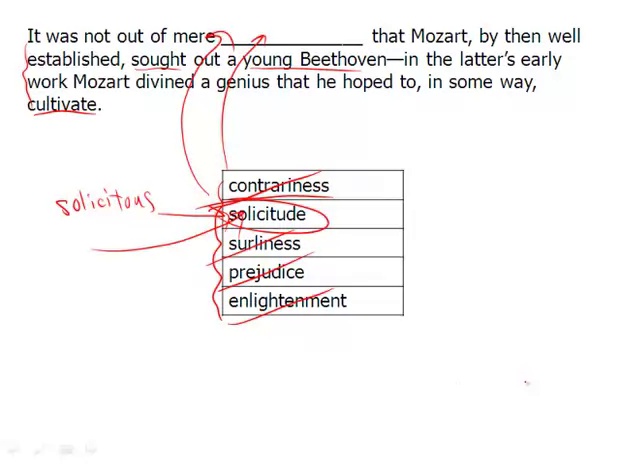 It was not out of mere _______________ that Mozart, by then well
established, sought out a young Beethoven—in the latter's early
work Mozart divined a genius that he hoped to, in some way,
cultivate.
contrariness
solicitous
solicitude
surliness
prejudice
enlightenment